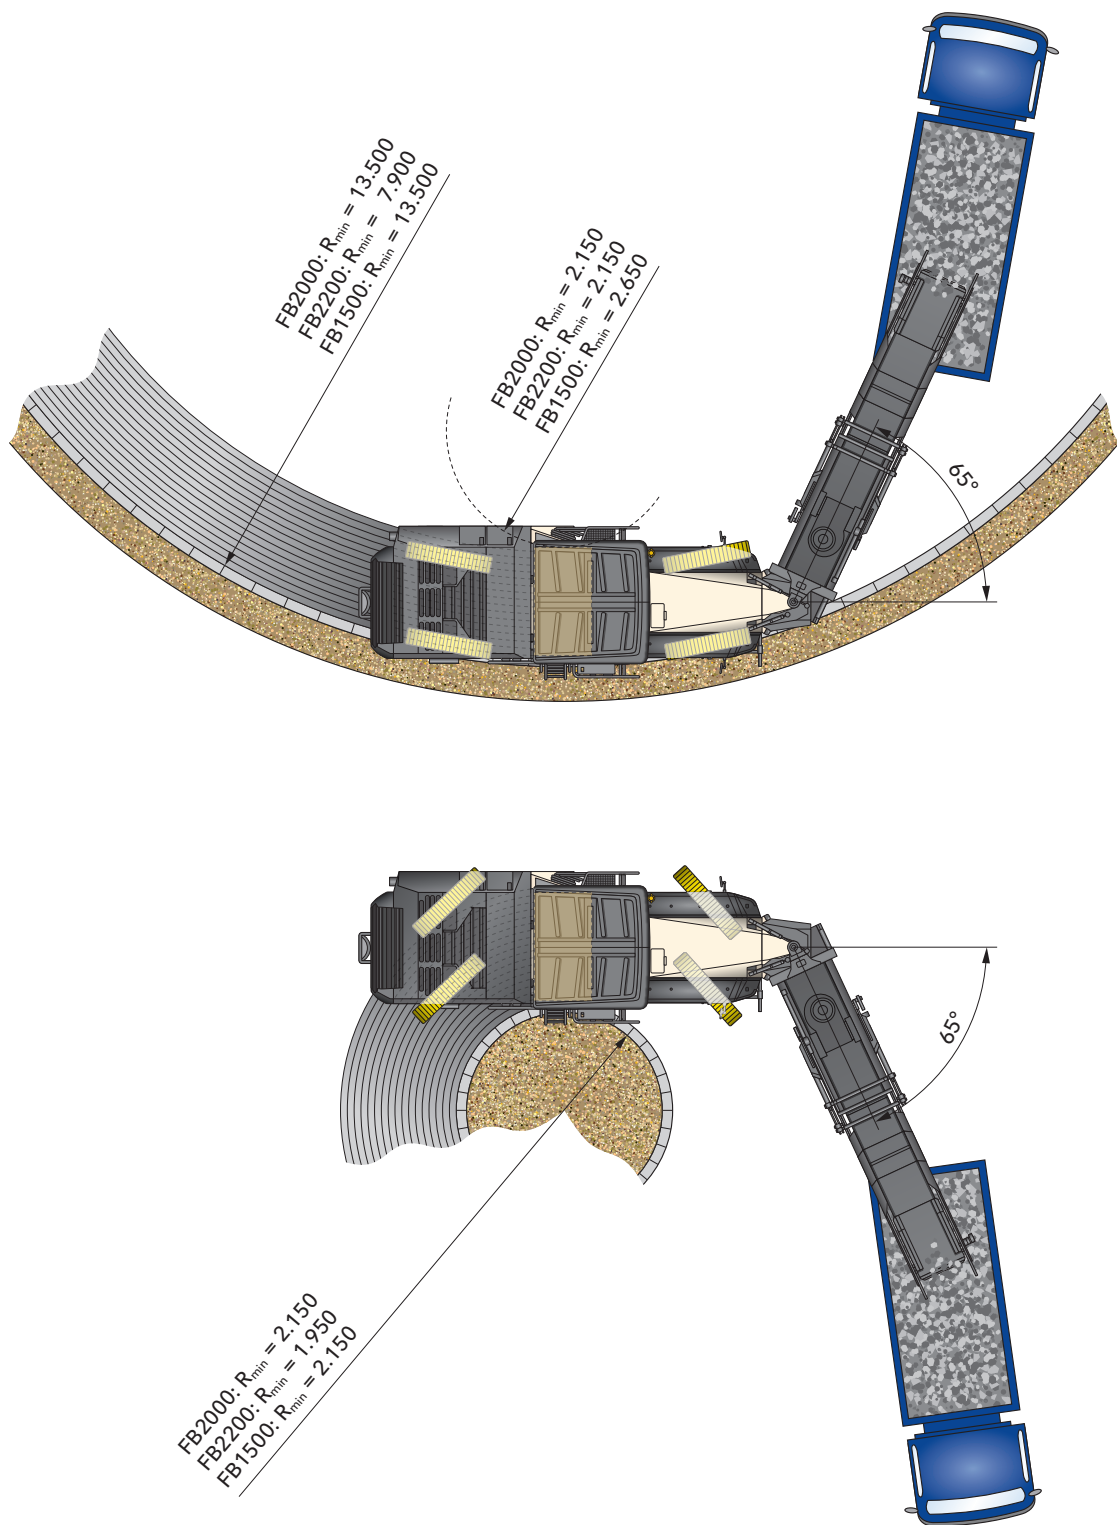 FB2000: Rmin = 13.500
FB2200: Rmin = 7.900
FB1500: Rmin = 13.500
FB2000: Rmin = 2.150
FB2200: Rmin = 2.150
FB1500: Rmin = 2.650
65°
65°
FB2000: Rmin = 2.150
FB2200: Rmin = 1.950
FB1500: Rmin = 2.150